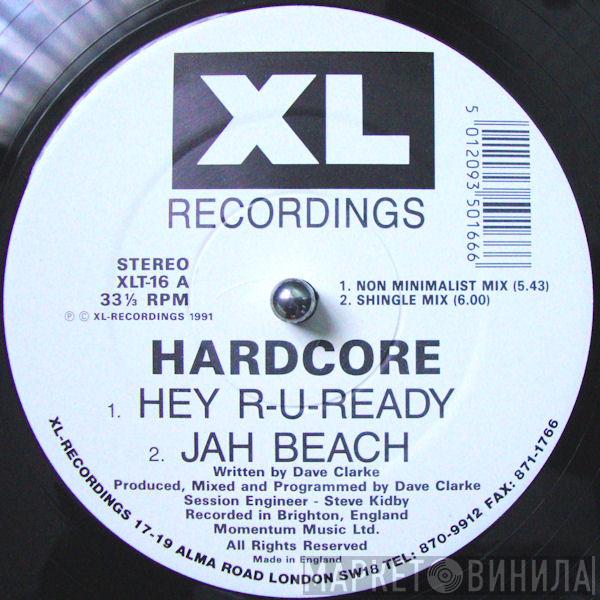 XL
RECORDINGS
5 012093 501666
STEREO
XLT-16 A
33⅓ RPM
℗ © XL-RECORDINGS 1991
1. NON MINIMALIST MIX (5.43)
2. SHINGLE MIX (6.00)
HARDCORE
1. HEY R-U-READY
2. JAH BEACH
Written by Dave Clarke
Produced, Mixed and Programmed by Dave Clarke
Session Engineer - Steve Kidby
Recorded in Brighton, England
Momentum Music Ltd.
All Rights Reserved
Made in England
XL-RECORDINGS 17-19 ALMA ROAD LONDON SW18 TEL: 870-9912 FAX: 871-1766
МАРКЕТ ВИНИЛА